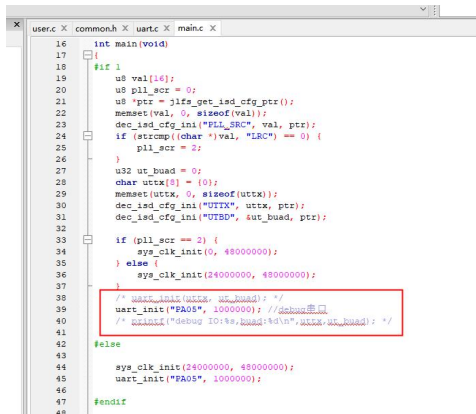 user.c X common.h X uart.c X main.c X
16 int main(void)
17 {
18 #if 1
19 u8 val[16];
20 u8 pll_scr = 0;
21 u8 *ptr = jlfs_get_isd_cfg_ptr();
22 memset(val, 0, sizeof(val));
23 dec_isd_cfg_ini("PLL_SRC", val, ptr);
24 if (strcmp((char *)val, "LRC") == 0) {
25 pll_scr = 2;
26 }
27 u32 ut_buad = 0;
28 char uttx[8] = {0};
29 memset(uttx, 0, sizeof(uttx));
30 dec_isd_cfg_ini("UTTX", uttx, ptr);
31 dec_isd_cfg_ini("UTBD", &ut_buad, ptr);
32
33 if (pll_scr == 2) {
34 sys_clk_init(0, 48000000);
35 } else {
36 sys_clk_init(24000000, 48000000);
37 }
38 /* uart_init(uttx, ut_buad); */
39 uart_init("PA05", 1000000); //debug串口
40 /* printf("debug IO:%s,buad:%d\n",uttx,ut_buad); */
41
42 #else
43
44 sys_clk_init(24000000, 48000000);
45 uart_init("PA05", 1000000);
46
47 #endif
48